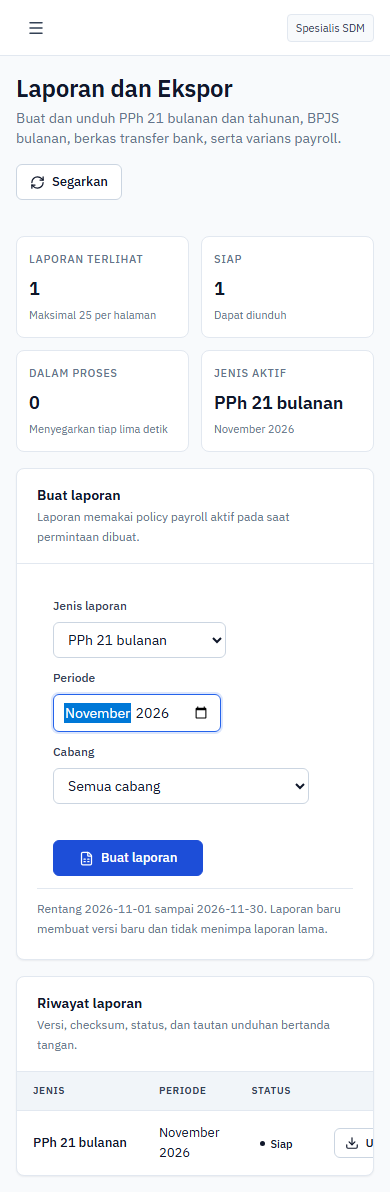 Spesialis SDM
Laporan dan Ekspor
Buat dan unduh PPh 21 bulanan dan tahunan, BPJS
bulanan, berkas transfer bank, serta varians payroll.
Segarkan
LAPORAN TERLIHAT
1
Maksimal 25 per halaman
SIAP
1
Dapat diunduh
DALAM PROSES
0
Menyegarkan tiap lima detik
JENIS AKTIF
PPh 21 bulanan
November 2026
Buat laporan
Laporan memakai policy payroll aktif pada saat
permintaan dibuat.
Jenis laporan
PPh 21 bulanan
Periode
November 2026
Cabang
Semua cabang
Buat laporan
Rentang 2026-11-01 sampai 2026-11-30. Laporan baru
membuat versi baru dan tidak menimpa laporan lama.
Riwayat laporan
Versi, checksum, status, dan tautan unduhan bertanda
tangan.
JENIS PERIODE STATUS
PPh 21 bulanan
November
2026
Siap